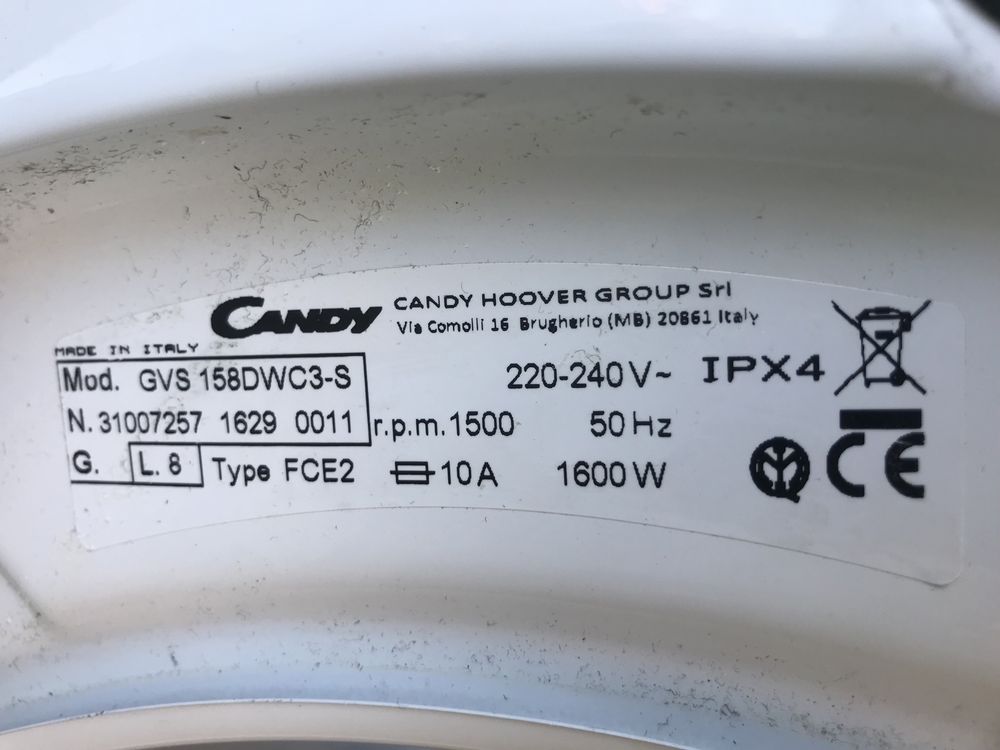 CANDY
CANDY HOOVER GROUP Srl
Via Comolli 16 Brugherio (MB) 20861 Italy
MADE IN ITALY
Mod. GVS 158DWC3-S
220-240V~ IPX4
N. 31007257 1629 0011
r.p.m. 1500 50Hz
G. L. 8 Type FCE2 10A 1600W
CE